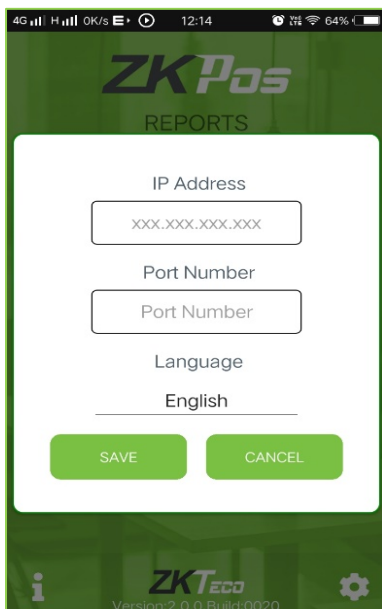 4G H 0K/s 12:14 VoLTE 64%
ZKPos
REPORTS
IP Address
xxx.xxx.xxx.xxx
Port Number
Port Number
Language
English
SAVE CANCEL
ZKTeco
Version:2.0.0 Build:0020